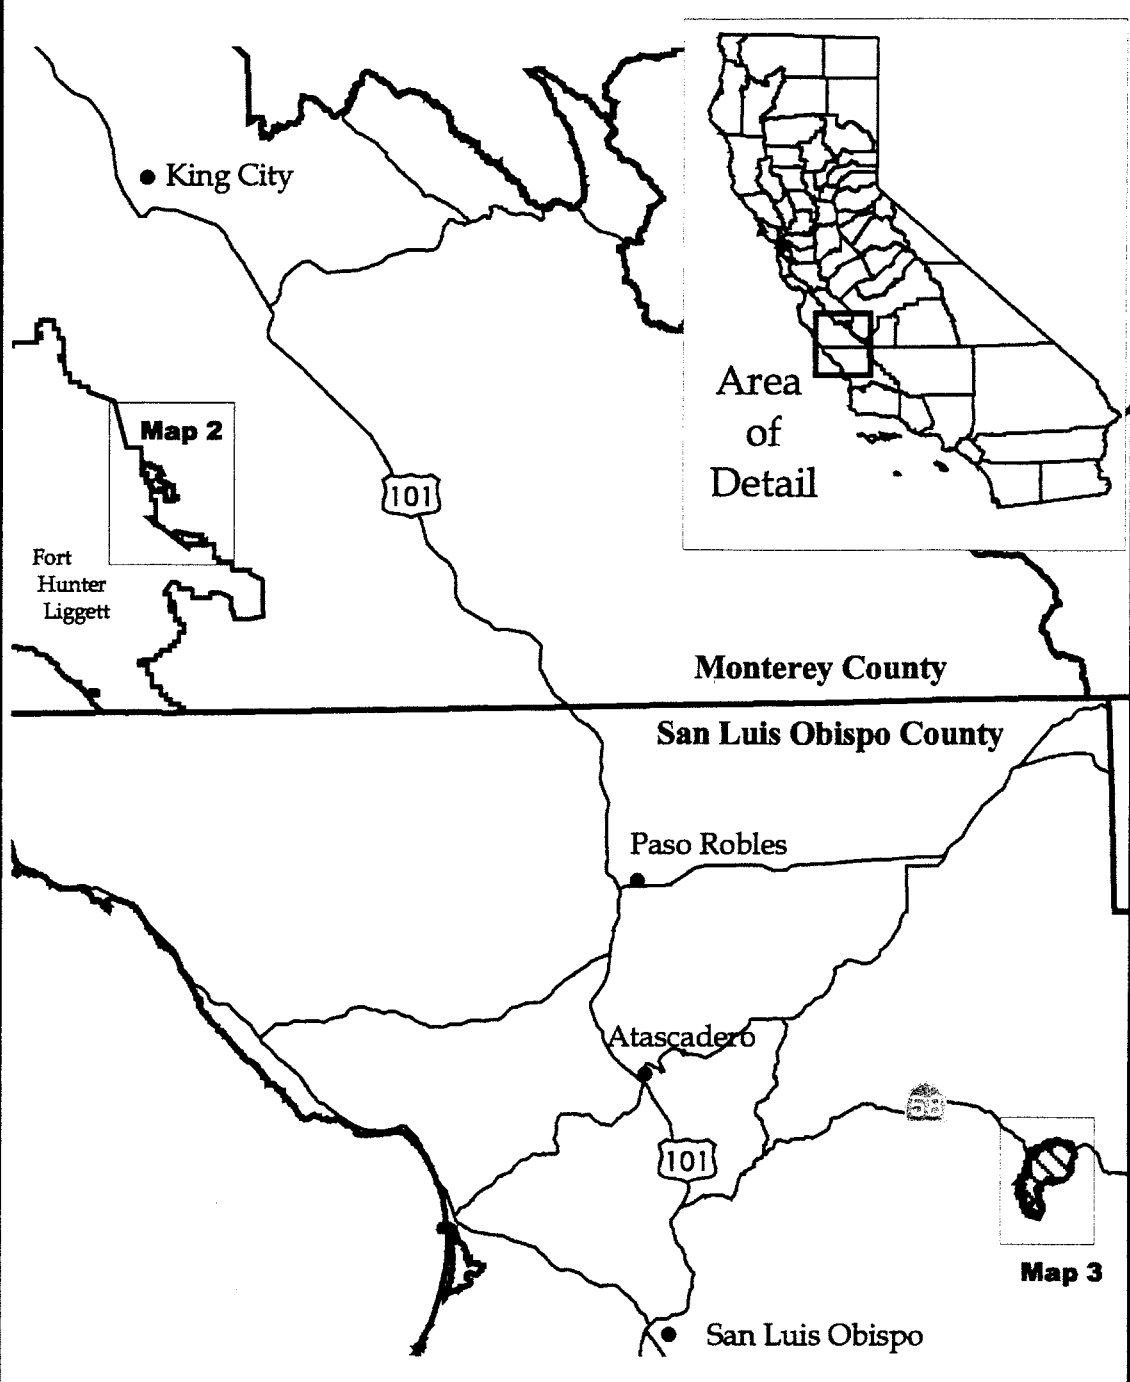 King City
Area
of
Detail
Map 2
101
Fort
Hunter
Liggett
Monterey County
San Luis Obispo County
Paso Robles
Atascadero
58
101
Map 3
San Luis Obispo